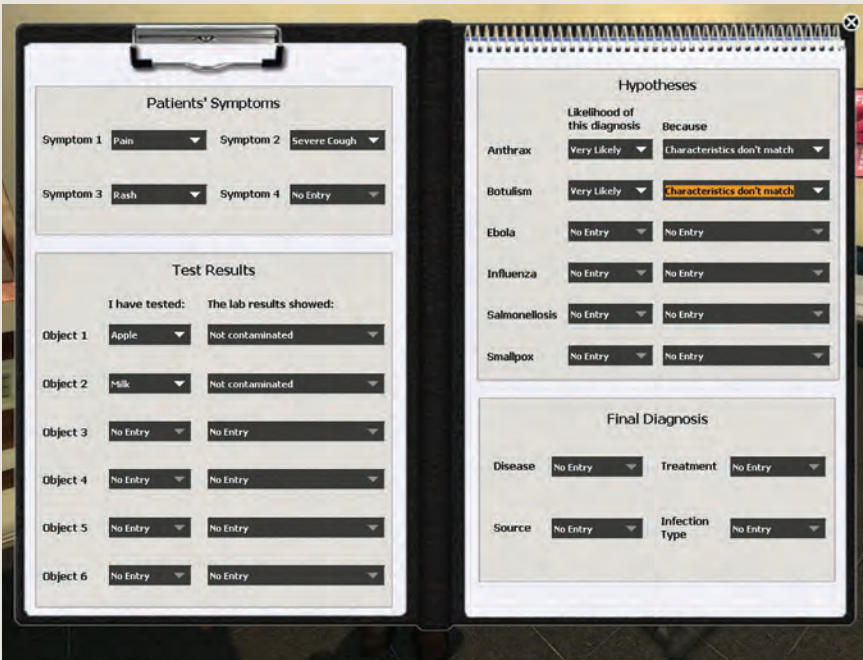 Patients' Symptoms
Symptom 1 Pain Symptom 2 Severe Cough
Symptom 3 Rash Symptom 4 No Entry
Test Results
I have tested: The lab results showed:
Object 1 Apple Not contaminated
Object 2 Milk Not contaminated
Object 3 No Entry No Entry
Object 4 No Entry No Entry
Object 5 No Entry No Entry
Object 6 No Entry No Entry
Hypotheses
Likelihood of
this diagnosis Because
Anthrax Very Likely Characteristics don't match
Botulism Very Likely Characteristics don't match
Ebola No Entry No Entry
Influenza No Entry No Entry
Salmonellosis No Entry No Entry
Smallpox No Entry No Entry
Final Diagnosis
Disease No Entry Treatment No Entry
Source No Entry Infection
Type No Entry